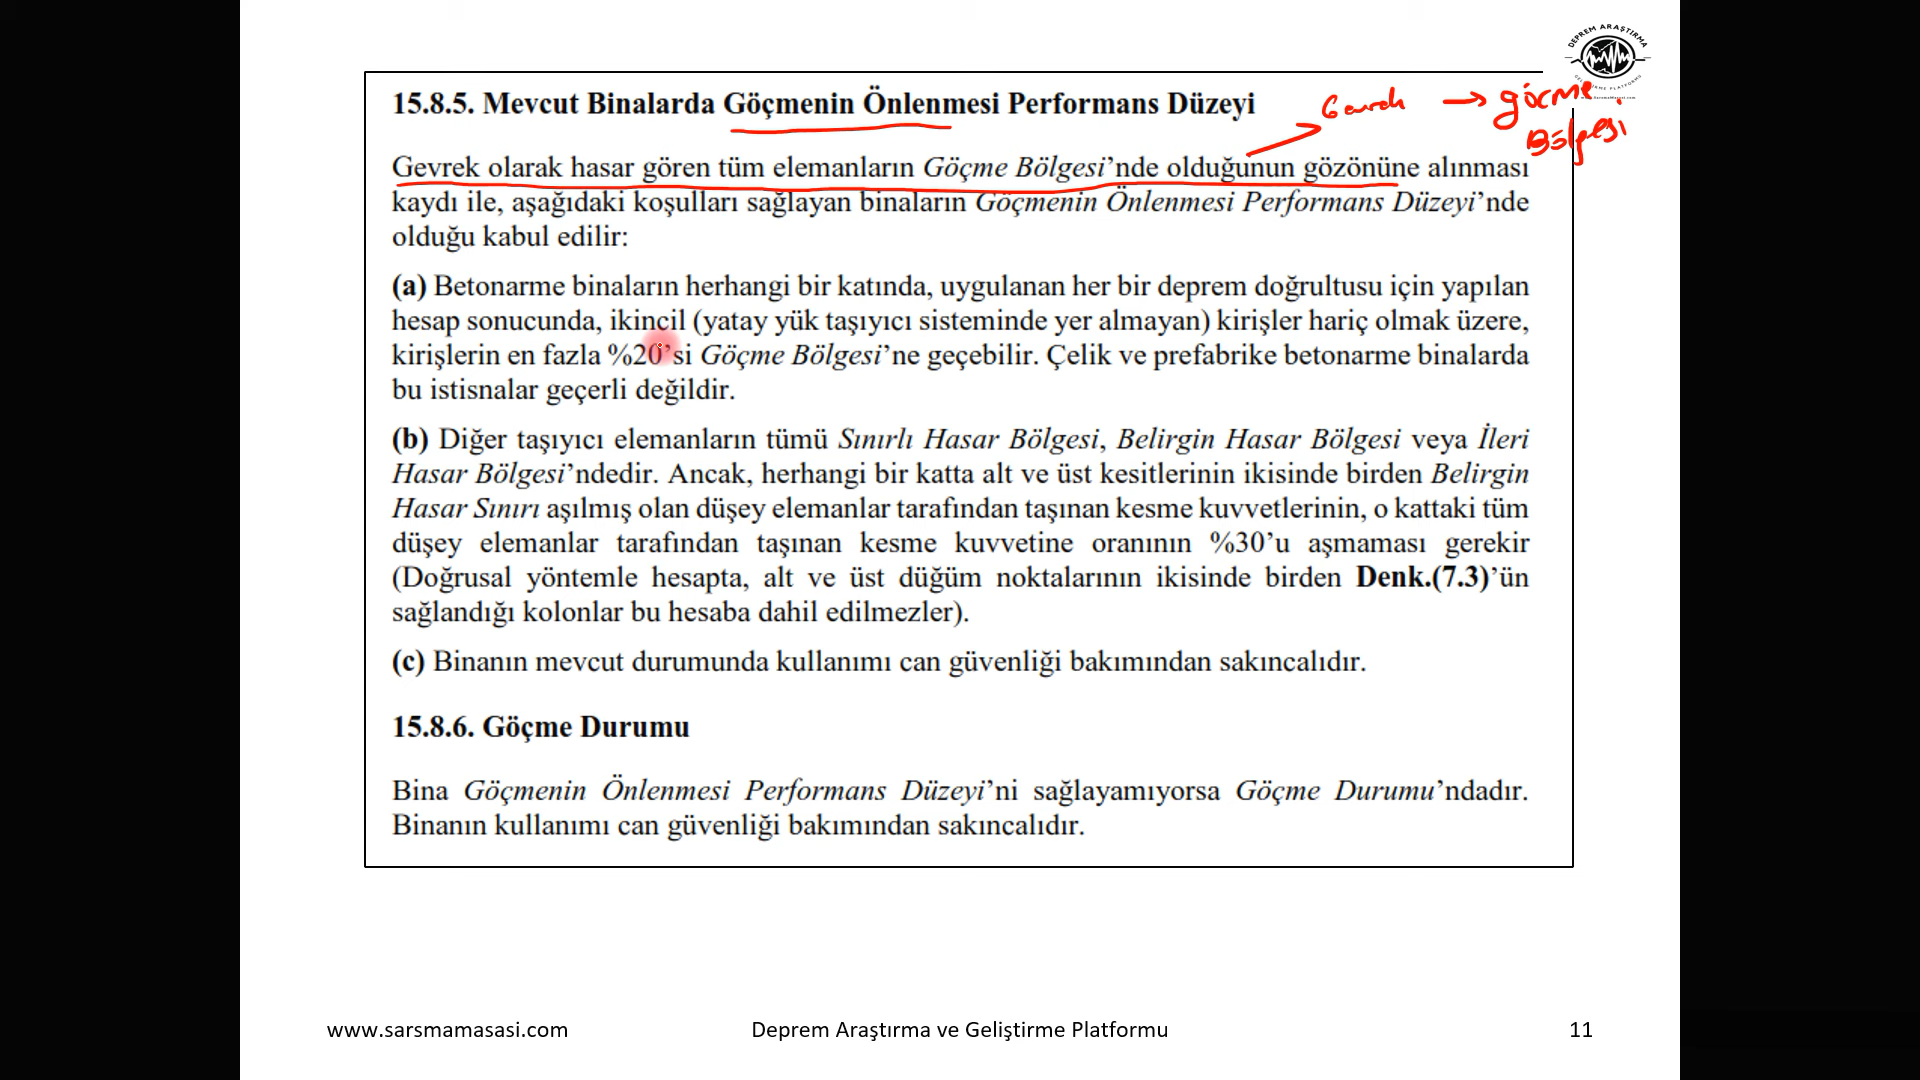 DEPREM ARAŞTIRMA
15.8.5. Mevcut Binalarda Göçmenin Önlenmesi Performans Düzeyi
Gevrek → göçme
Bölgesi
Gevrek olarak hasar gören tüm elemanların Göçme Bölgesi’nde olduğunun gözönüne alınması
kaydı ile, aşağıdaki koşulları sağlayan binaların Göçmenin Önlenmesi Performans Düzeyi’nde
olduğu kabul edilir:
(a) Betonarme binaların herhangi bir katında, uygulanan her bir deprem doğrultusu için yapılan
hesap sonucunda, ikincil (yatay yük taşıyıcı sisteminde yer almayan) kirişler hariç olmak üzere,
kirişlerin en fazla %20’si Göçme Bölgesi’ne geçebilir. Çelik ve prefabrike betonarme binalarda
bu istisnalar geçerli değildir.
(b) Diğer taşıyıcı elemanların tümü Sınırlı Hasar Bölgesi, Belirgin Hasar Bölgesi veya İleri
Hasar Bölgesi’ndedir. Ancak, herhangi bir katta alt ve üst kesitlerinin ikisinde birden Belirgin
Hasar Sınırı aşılmış olan düşey elemanlar tarafından taşınan kesme kuvvetlerinin, o kattaki tüm
düşey elemanlar tarafından taşınan kesme kuvvetine oranının %30’u aşmaması gerekir
(Doğrusal yöntemle hesapta, alt ve üst düğüm noktalarının ikisinde birden Denk.(7.3)’ün
sağlandığı kolonlar bu hesaba dahil edilmezler).
(c) Binanın mevcut durumunda kullanımı can güvenliği bakımından sakıncalıdır.
15.8.6. Göçme Durumu
Bina Göçmenin Önlenmesi Performans Düzeyi’ni sağlayamıyorsa Göçme Durumu’ndadır.
Binanın kullanımı can güvenliği bakımından sakıncalıdır.
www.sarsmamasasi.com Deprem Araştırma ve Geliştirme Platformu 11